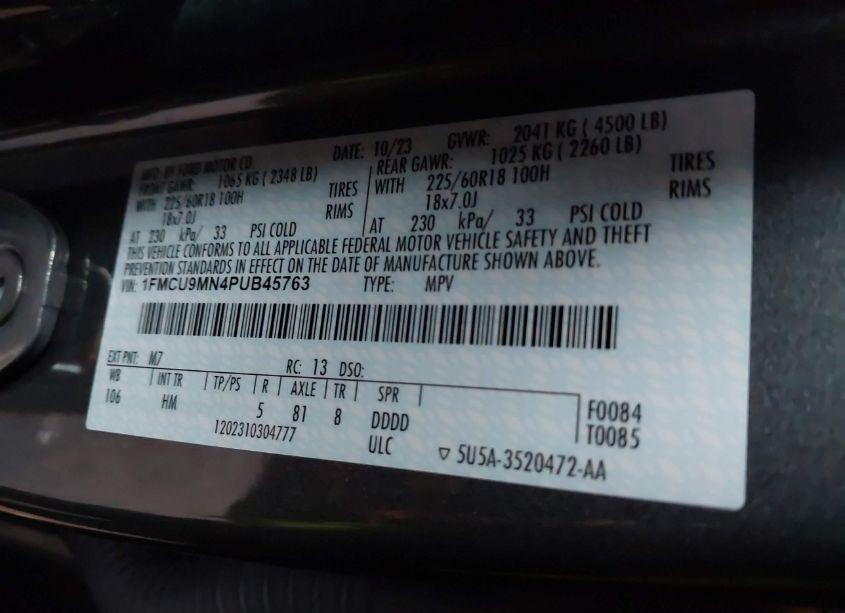 MFD. BY FORD MOTOR CO. DATE: 10/23 GVWR: 2041 KG ( 4500 LB)
FRONT GAWR: 1065 KG ( 2348 LB) REAR GAWR: 1025 KG ( 2260 LB)
WITH 225/60R18 100H TIRES WITH 225/60R18 100H TIRES
18x7.0J RIMS 18x7.0J RIMS
AT 230 kPa/ 33 PSI COLD AT 230 kPa/ 33 PSI COLD
THIS VEHICLE CONFORMS TO ALL APPLICABLE FEDERAL MOTOR VEHICLE SAFETY AND THEFT
PREVENTION STANDARDS IN EFFECT ON THE DATE OF MANUFACTURE SHOWN ABOVE.
VIN: 1FMCU9MN4PUB45763 TYPE: MPV
EXT PNT: M7 RC: 13 DSO:
WB INT TR TP/PS R AXLE TR SPR
106 HM 5 81 8 DDDD F0084
1202310304777 ULC T0085
▽ 5U5A-3520472-AA